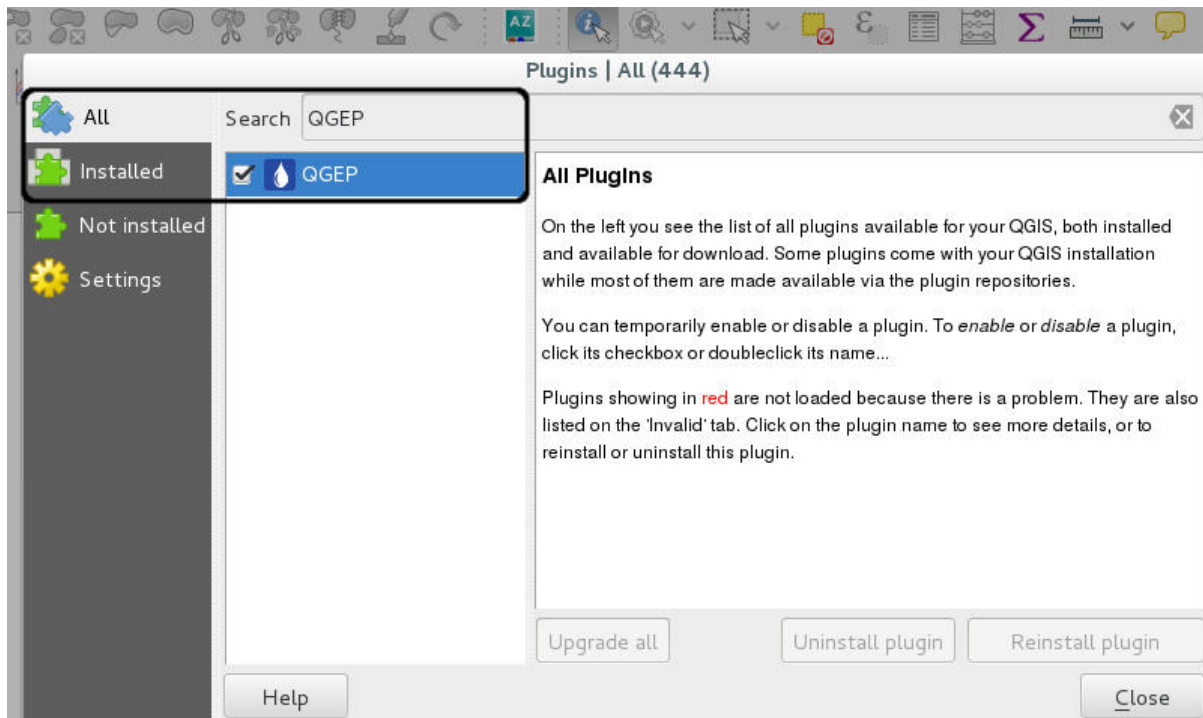 AZ
ε
Σ
Plugins | All (444)
All
Search QGEP
Installed
QGEP
Not installed
Settings
All Plugins
On the left you see the list of all plugins available for your QGIS, both installed
and available for download. Some plugins come with your QGIS installation
while most of them are made available via the plugin repositories.
You can temporarily enable or disable a plugin. To enable or disable a plugin,
click its checkbox or doubleclick its name...
Plugins showing in red are not loaded because there is a problem. They are also
listed on the 'Invalid' tab. Click on the plugin name to see more details, or to
reinstall or uninstall this plugin.
Upgrade all
Uninstall plugin
Reinstall plugin
Help
Close